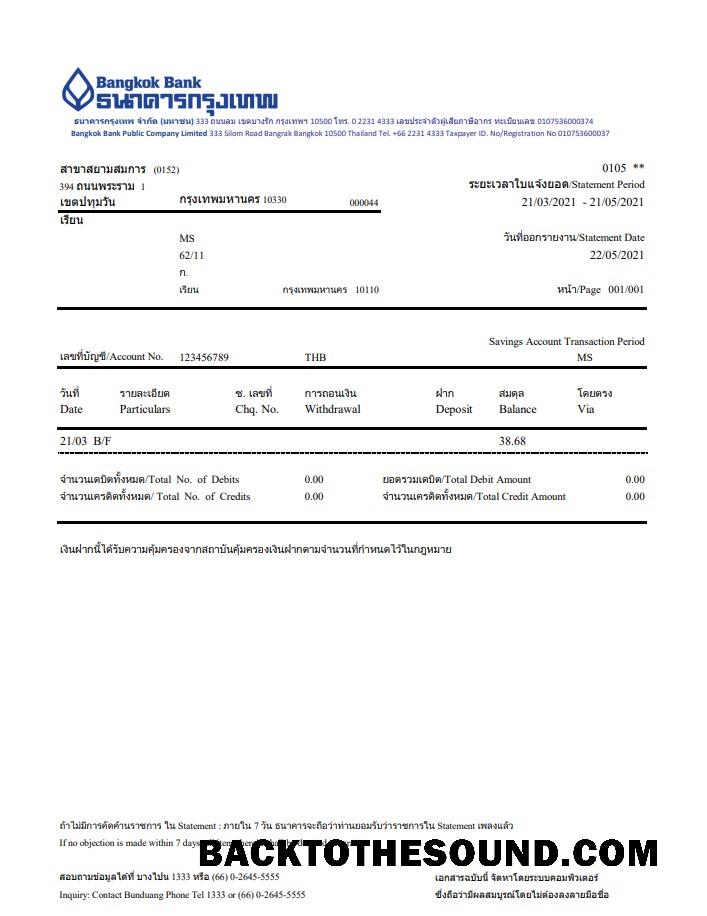 Bangkok Bank
ธนาคารกรุงเทพ
ธนาคารกรุงเทพ จำกัด (มหาชน) 333 ถนนลม เขตบางรัก กรุงเทพฯ 10500 โทร. 0 2231 4333 เลขประจำตัวผู้เสียภาษีอากร ทะเบียนเลข 0107536000374
Bangkok Bank Public Company Limited 333 Silom Road Bangrak Bangkok 10500 Thailand Tel. +66 2231 4333 Taxpayer ID. No/Registration No 010753600037
สาขาสยามสมการ (0152) 0105 **
394 ถนนพระราม 1 ระยะเวลาใบแจ้งยอด/Statement Period
เขตปทุมวัน กรุงเทพมหานคร 10330 000044 21/03/2021 - 21/05/2021
เรียน
MS วันที่ออกรายงาน/Statement Date
62/11 22/05/2021
ก.
เรียน กรุงเทพมหานคร 10110 หน้า/Page 001/001
Savings Account Transaction Period
เลขที่บัญชี/Account No. 123456789 THB MS
วันที่ รายละเอียด ช. เลขที่ การถอนเงิน ฝาก สมดุล โดยตรง
Date Particulars Chq. No. Withdrawal Deposit Balance Via
21/03 B/F 38.68
จำนวนเดบิตทั้งหมด/Total No. of Debits 0.00 ยอดรวมเดบิต/Total Debit Amount 0.00
จำนวนเครดิตทั้งหมด/ Total No. of Credits 0.00 จำนวนเครดิตทั้งหมด/Total Credit Amount 0.00
เงินฝากนี้ได้รับความคุ้มครองจากสถาบันคุ้มครองเงินฝากตามจำนวนที่กำหนดไว้ในกฎหมาย
ถ้าไม่มีการคัดค้านราชการ ใน Statement : ภายใน 7 วัน ธนาคารจะถือว่าท่านยอมรับว่าราชการใน Statement เพลงแล้ว
If no objection is made within 7 days
BACKTOTHESOUND.COM
สอบถามข้อมูลได้ที่ บางไปน 1333 หรือ (66) 0-2645-5555 เอกสารฉบับนี้ จัดหาโดยระบบคอมพิวเตอร์
Inquiry: Contact Bunduang Phone Tel 1333 or (66) 0-2645-5555 ซึ่งถือว่ามีผลสมบูรณ์โดยไม่ต้องลงลายมือชื่อ